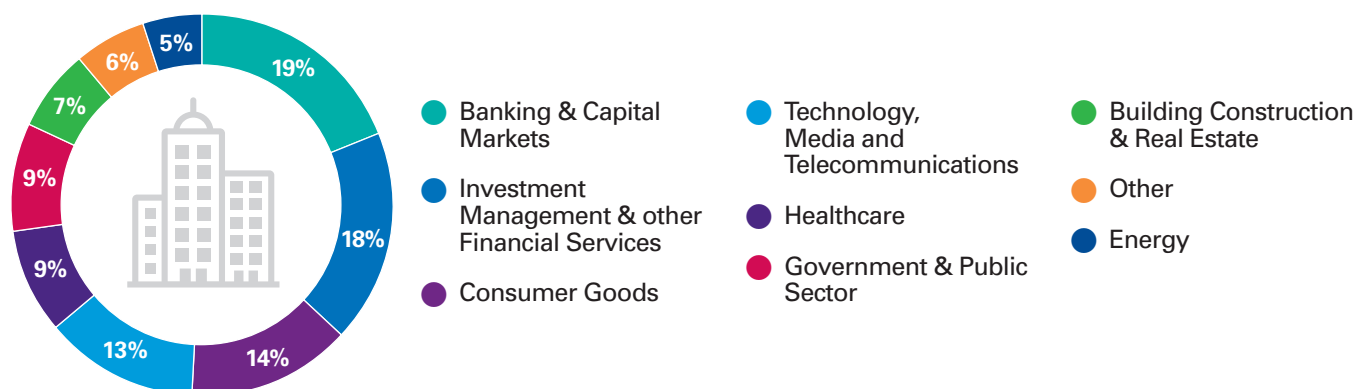 5%
19%
6%
7%
9%
18%
9%
13%
14%
Banking & Capital
Markets
Investment
Management & other
Financial Services
Consumer Goods
Technology,
Media and
Telecommunications
Healthcare
Government & Public
Sector
Building Construction
& Real Estate
Other
Energy